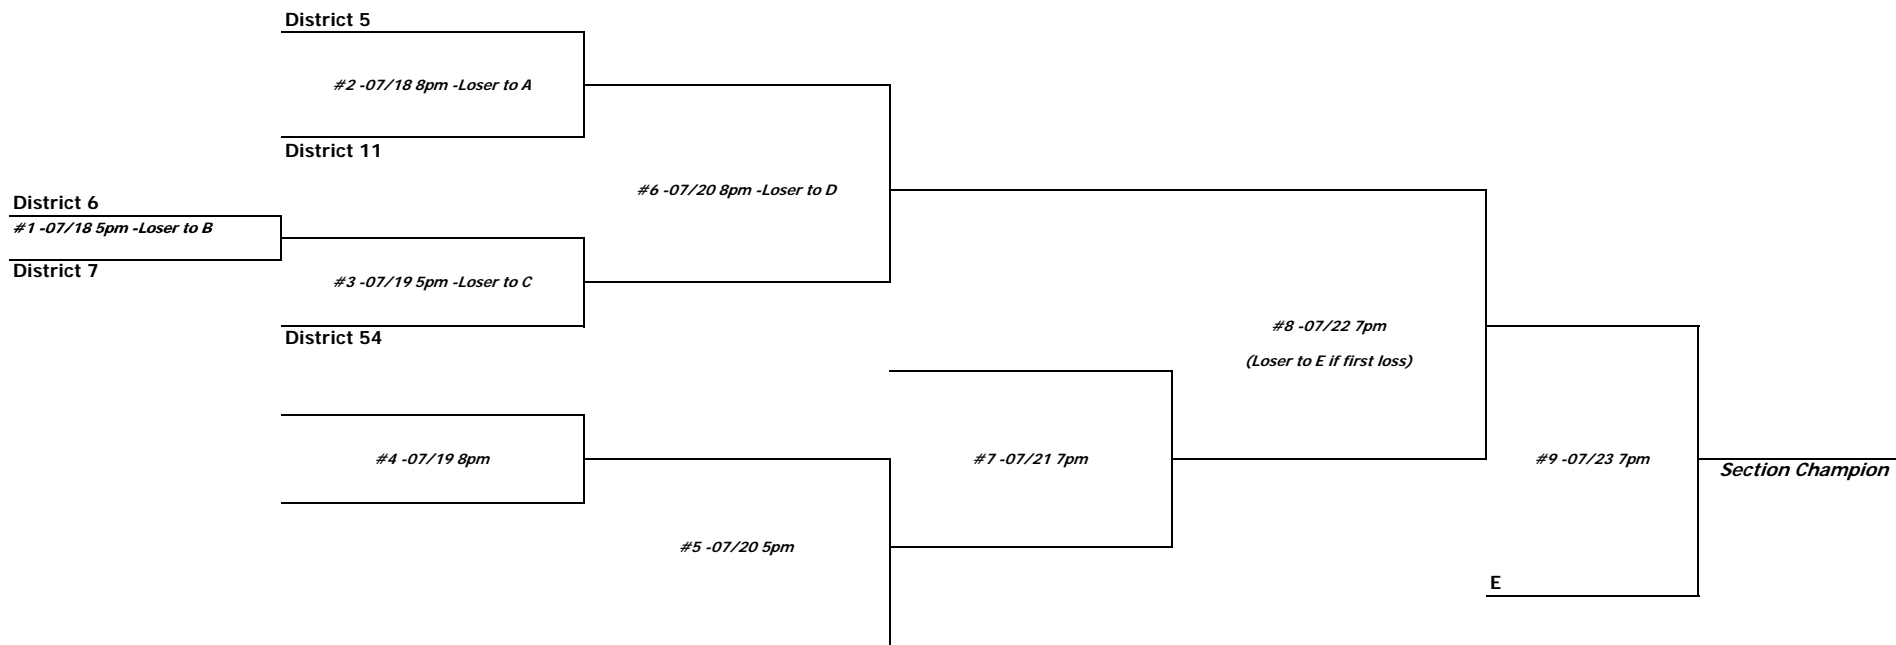 District 5
#2 -07/18 8pm -Loser to A
District 11
#6 -07/20 8pm -Loser to D
District 6
#1 -07/18 5pm -Loser to B
District 7
#3 -07/19 5pm -Loser to C
District 54
#8 -07/22 7pm
(Loser to E if first loss)
#4 -07/19 8pm
#7 -07/21 7pm
#9 -07/23 7pm
Section Champion
#5 -07/20 5pm
E